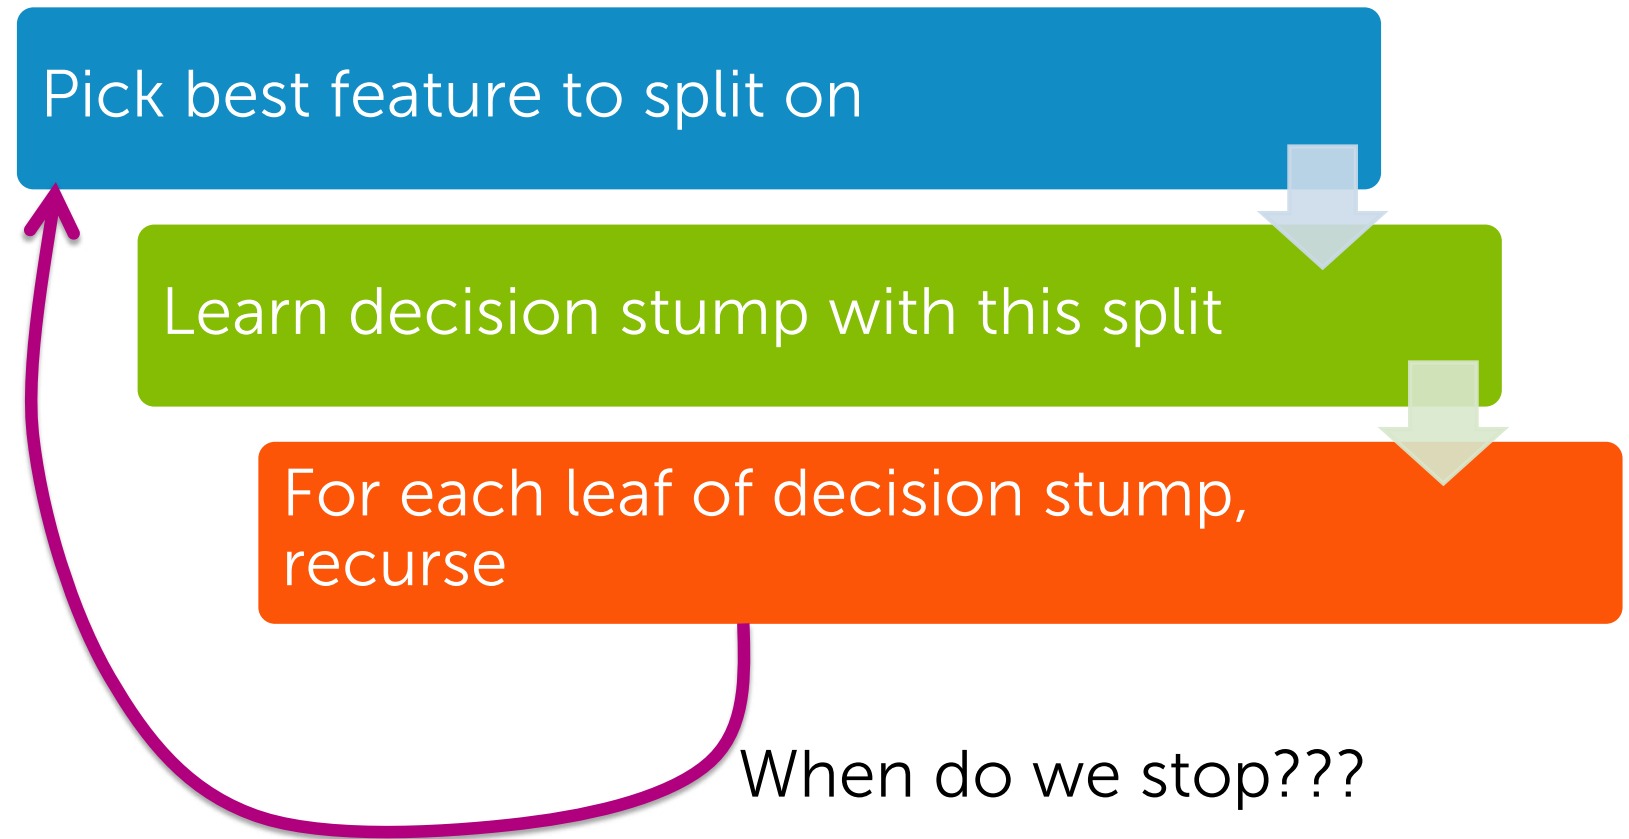 Pick best feature to split on
Learn decision stump with this split
For each leaf of decision stump,
recurse
When do we stop???